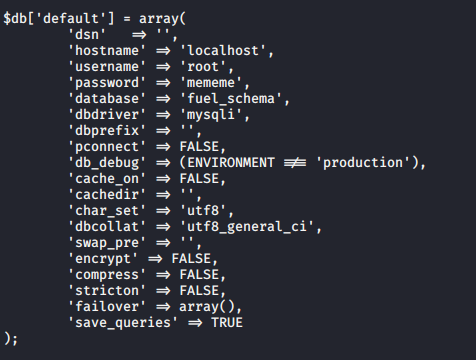 $db['default'] = array(
        'dsn'   => '',
        'hostname' => 'localhost',
        'username' => 'root',
        'password' => 'mememe',
        'database' => 'fuel_schema',
        'dbdriver' => 'mysqli',
        'dbprefix' => '',
        'pconnect' => FALSE,
        'db_debug' => (ENVIRONMENT !== 'production'),
        'cache_on' => FALSE,
        'cachedir' => '',
        'char_set' => 'utf8',
        'dbcollat' => 'utf8_general_ci',
        'swap_pre' => '',
        'encrypt' => FALSE,
        'compress' => FALSE,
        'stricton' => FALSE,
        'failover' => array(),
        'save_queries' => TRUE
);